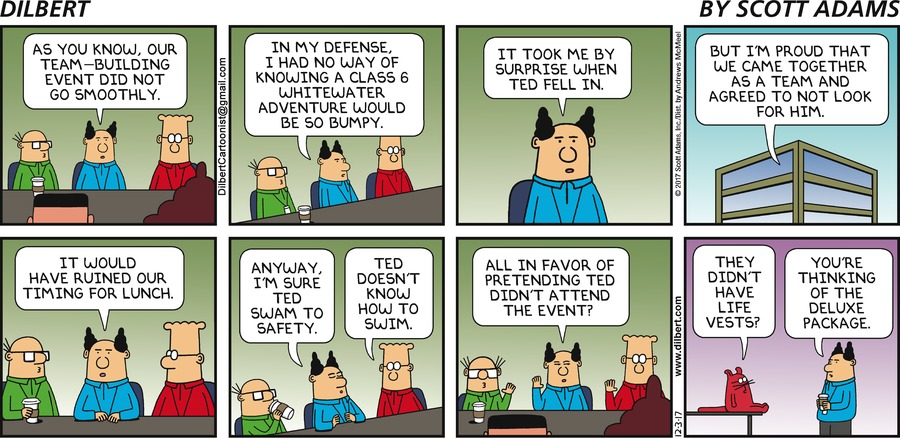 DILBERT
BY SCOTT ADAMS
AS YOU KNOW, OUR
TEAM-BUILDING
EVENT DID NOT
GO SMOOTHLY.
DilbertCartoonist@gmail.com
IN MY DEFENSE,
I HAD NO WAY OF
KNOWING A CLASS 6
WHITEWATER
ADVENTURE WOULD
BE SO BUMPY.
IT TOOK ME BY
SURPRISE WHEN
TED FELL IN.
© 2017 Scott Adams, Inc./Dist. by Andrews McMeel
BUT I'M PROUD THAT
WE CAME TOGETHER
AS A TEAM AND
AGREED TO NOT LOOK
FOR HIM.
IT WOULD
HAVE RUINED OUR
TIMING FOR LUNCH.
ANYWAY,
I'M SURE
TED
SWAM TO
SAFETY.
TED
DOESN'T
KNOW
HOW TO
SWIM.
ALL IN FAVOR OF
PRETENDING TED
DIDN'T ATTEND
THE EVENT?
12-3-17
www.dilbert.com
THEY
DIDN'T
HAVE
LIFE
VESTS?
YOU'RE
THINKING
OF THE
DELUXE
PACKAGE.